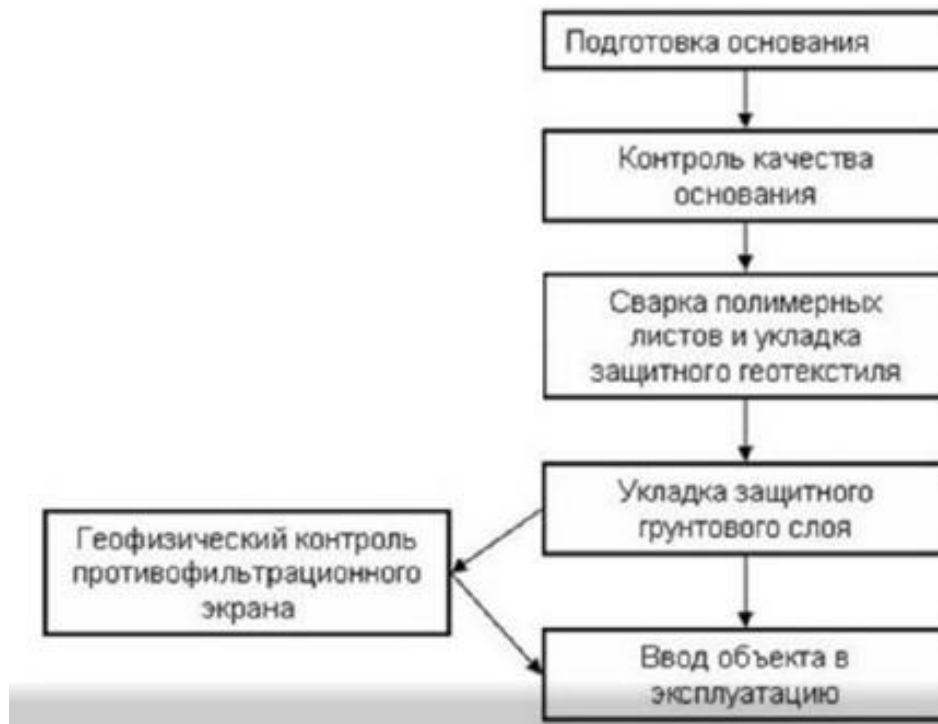 Подготовка основания
Контроль качества
основания
Сварка полимерных
листов и укладка
защитного геотекстиля
Укладка защитного
грунтового слоя
Геофизический контроль
противофильтрационного
экрана
Ввод объекта в
эксплуатацию